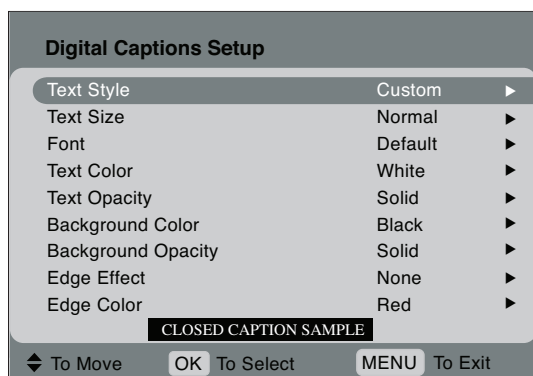 Digital Captions Setup
Text Style Custom
Text Size Normal
Font Default
Text Color White
Text Opacity Solid
Background Color Black
Background Opacity Solid
Edge Effect None
Edge Color Red
CLOSED CAPTION SAMPLE
To Move OK To Select MENU To Exit